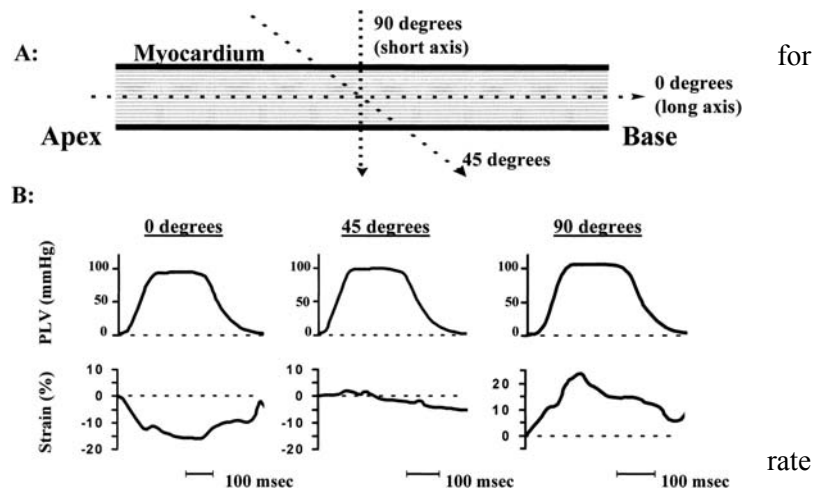 A:
Myocardium
90 degrees
(short axis)
for
0 degrees
(long axis)
Apex
45 degrees
Base
B:
0 degrees
45 degrees
90 degrees
PLV (mmHg)
100
50
0
100
50
0
100
50
0
Strain (%)
10
0
-10
-20
10
0
-10
-20
20
10
0
100 msec
100 msec
100 msec
rate